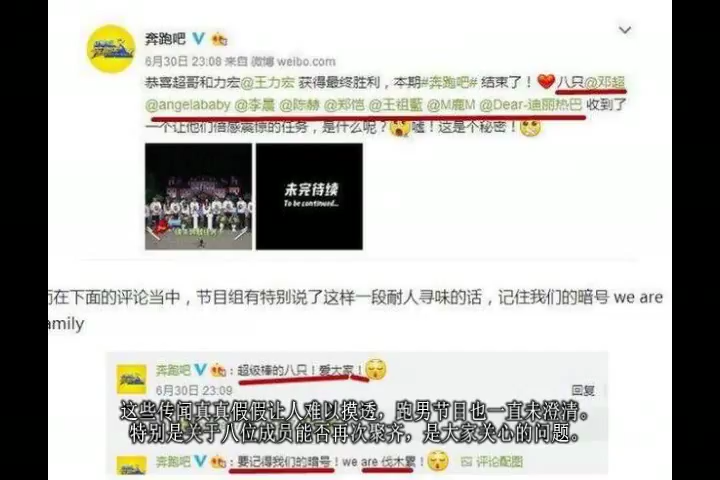 奔跑吧 V
6月30日 23:08 来自 微博 weibo.com
恭喜超哥和力宏@王力宏 获得最终胜利，本期#奔跑吧# 结束了！八只@邓超
@angelababy @李晨 @陈赫 @郑恺 @王祖蓝 @M鹿M @Dear-迪丽热巴 收到了
一个让他们倍感震惊的任务，是什么呢？嘘！这是个秘密！
未完待续
To be continued...
而在下面的评论当中，节目组有特别说了这样一段耐人寻味的话，记住我们的暗号 we are
family
奔跑吧 V ：超级棒的八只！爱大家！
6月30日 23:09
回复
这些传闻真真假假让人难以摸透，跑男节目也一直未澄清。
特别是关于八位成员能否再次聚齐，是大家关心的问题。
奔跑吧 V ：要记得我们的暗号！we are 伐木累！ 评论配图